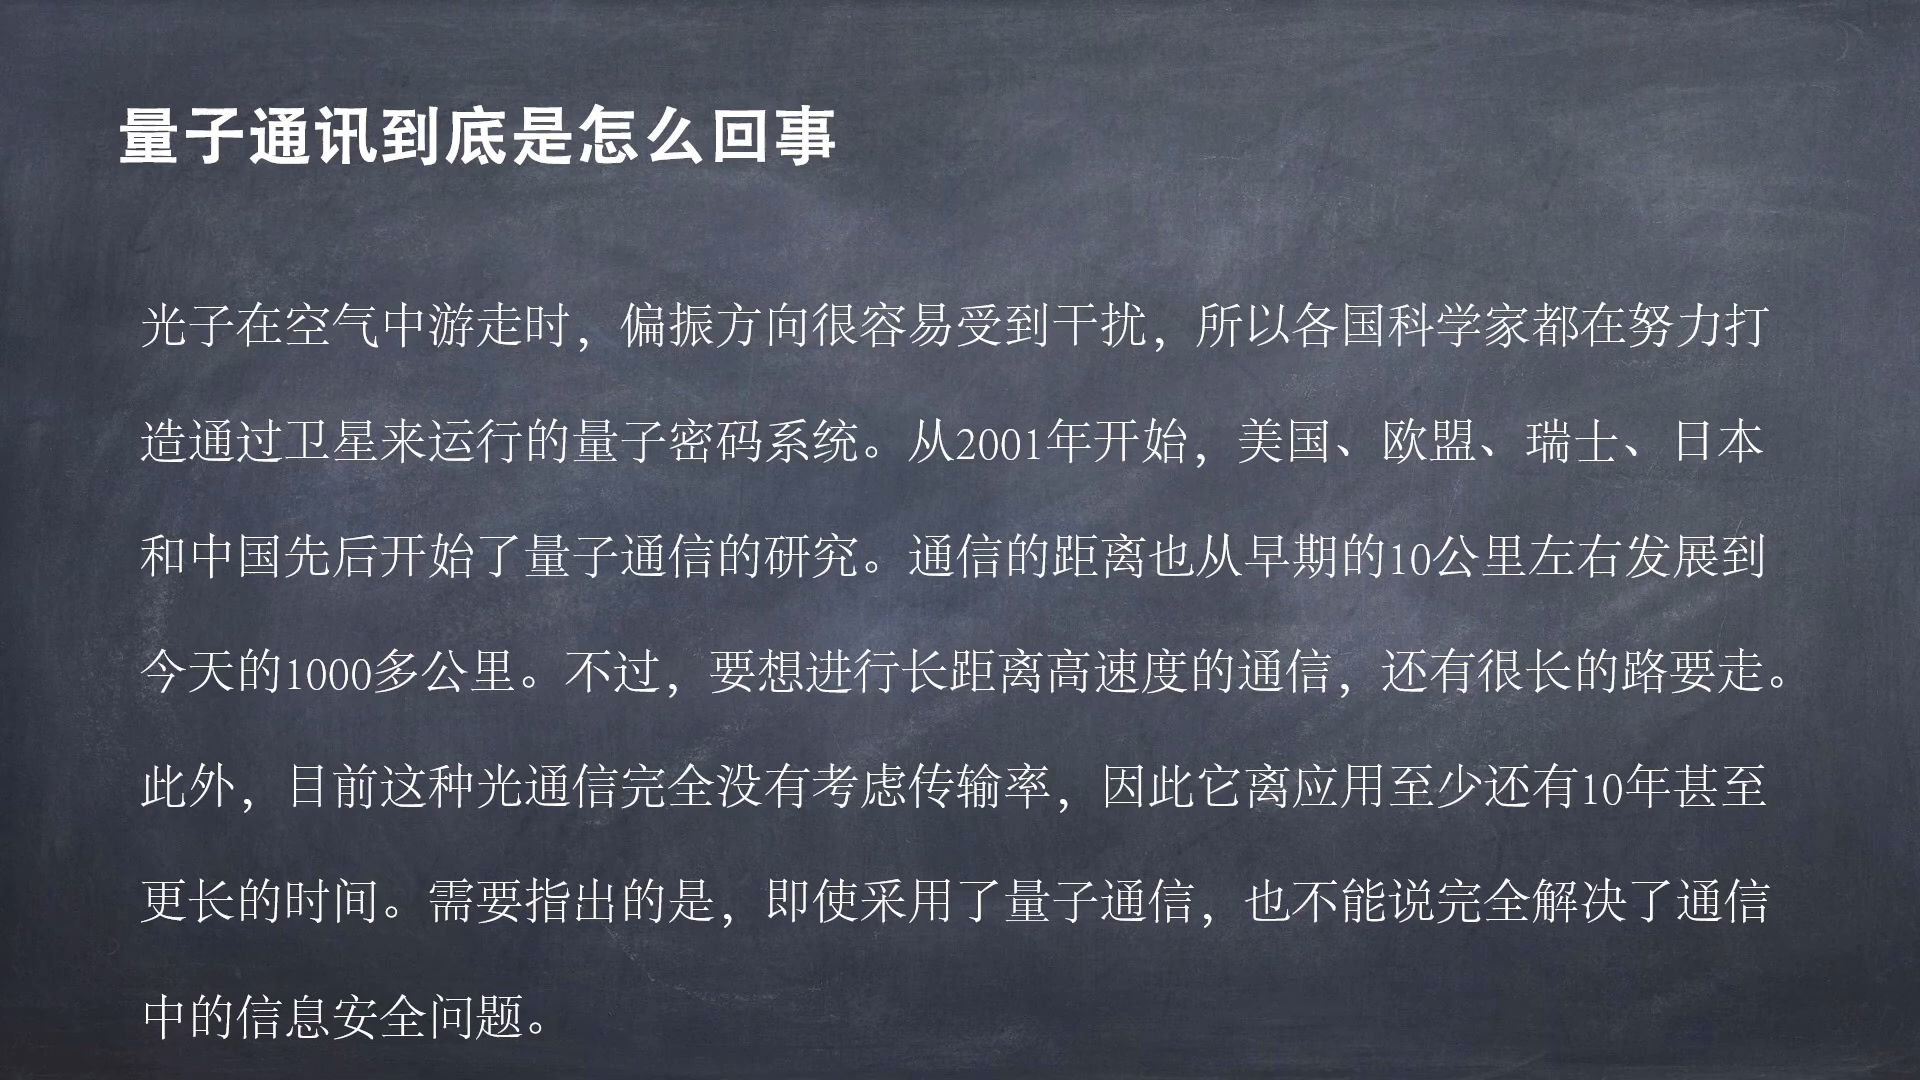 量子通讯到底是怎么回事
光子在空气中游走时，偏振方向很容易受到干扰，所以各国科学家都在努力打
造通过卫星来运行的量子密码系统。从2001年开始，美国、欧盟、瑞士、日本
和中国先后开始了量子通信的研究。通信的距离也从早期的10公里左右发展到
今天的1000多公里。不过，要想进行长距离高速度的通信，还有很长的路要走。
此外，目前这种光通信完全没有考虑传输率，因此它离应用至少还有10年甚至
更长的时间。需要指出的是，即使采用了量子通信，也不能说完全解决了通信
中的信息安全问题。